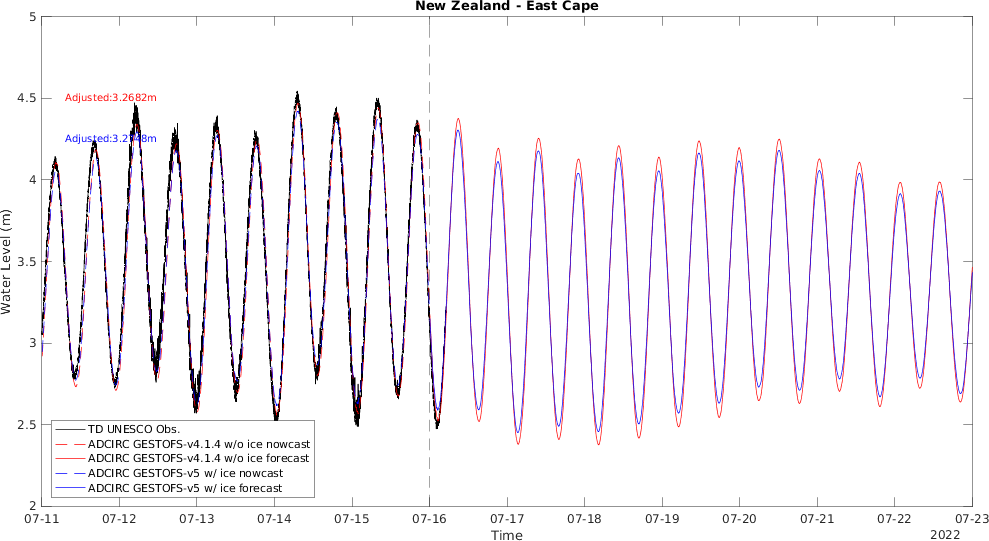 New Zealand - East Cape
5
4.5
4
3.5
3
2.5
2
Water Level (m)
Adjusted:3.2682m
TD UNESCO Obs.
ADCIRC GESTOFS-v4.1.4 w/o ice nowcast
ADCIRC GESTOFS-v4.1.4 w/o ice forecast
ADCIRC GESTOFS-v5 w/ ice nowcast
ADCIRC GESTOFS-v5 w/ ice forecast
07-11 07-12 07-13 07-14 07-15 07-16 07-17 07-18 07-19 07-20 07-21 07-22 07-23
Time
2022